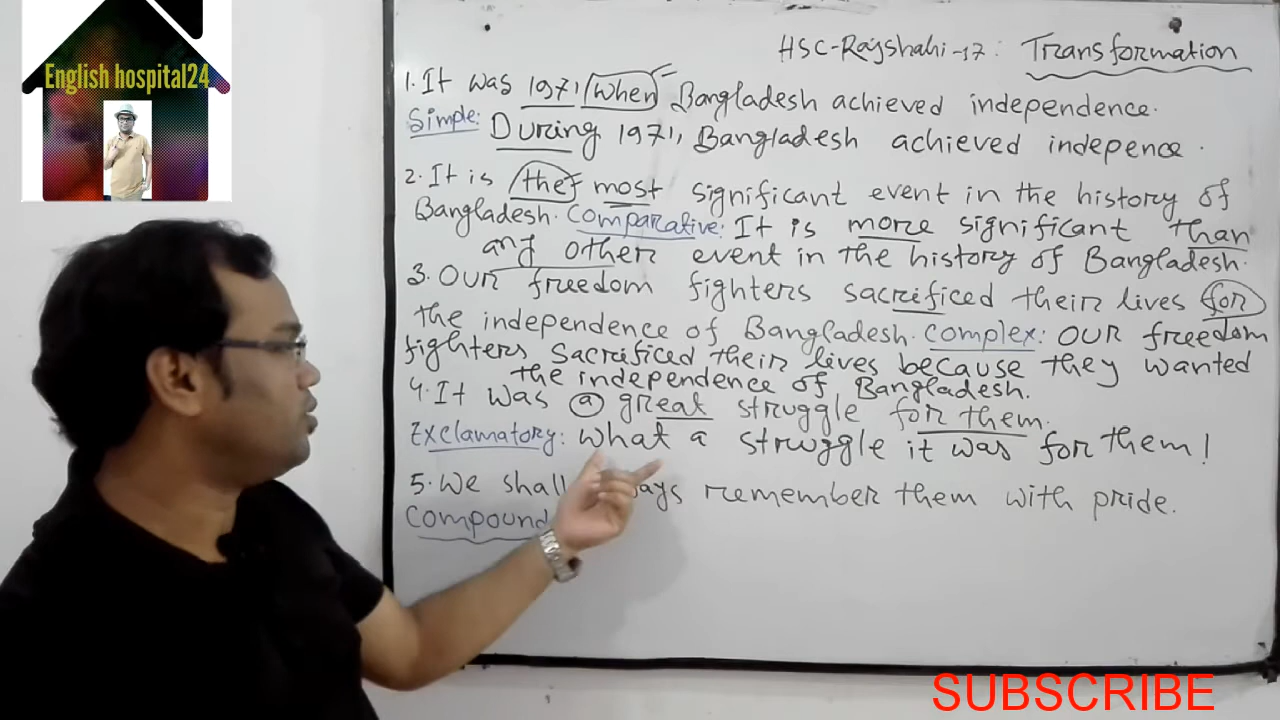 English hospital24
HSC-Rajshahi-17: Transformation
1. It was 1971, when Bangladesh achieved independence.
Simple: During 1971, Bangladesh achieved indepence.
2. It is the most significant event in the history of
Bangladesh. Comparative: It is more significant than
any other event in the history of Bangladesh.
3. Our freedom fighters sacrificed their lives for
the independence of Bangladesh. Complex: Our freedom
fighters sacrificed their lives because they wanted
the independence of Bangladesh.
4. It was a great struggle for them.
Exclamatory: What a struggle it was for them!
5. We shall ays remember them with pride.
Compound
SUBSCRIBE